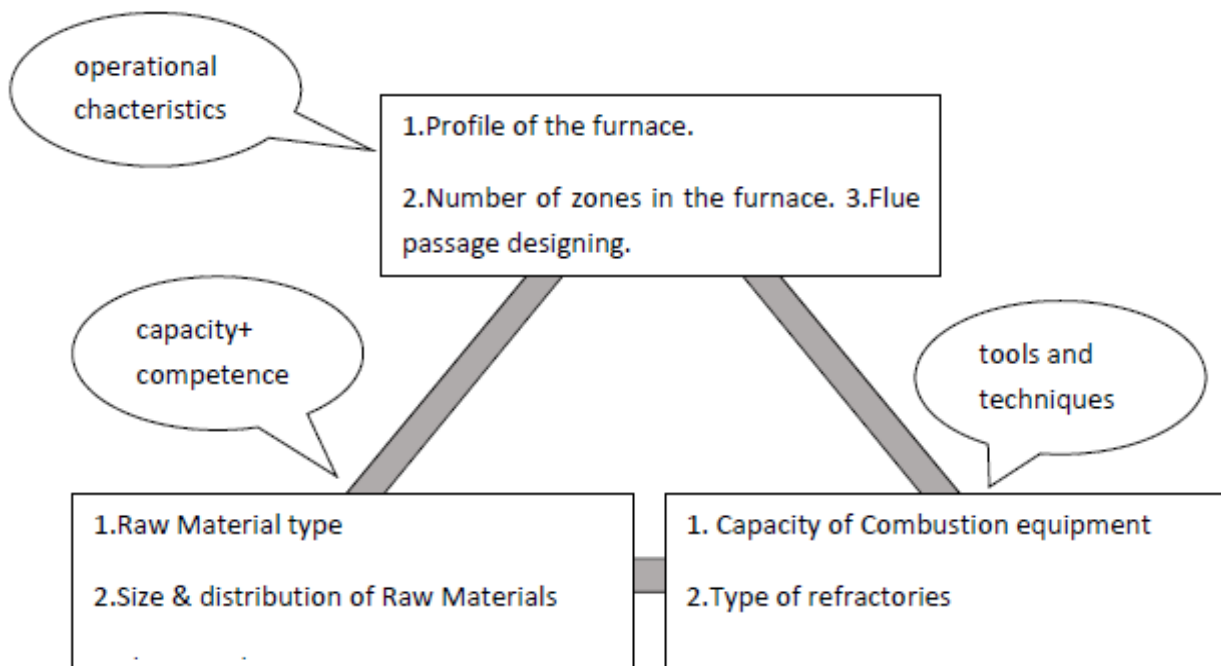 operational
chacteristics
1.Profile of the furnace.
2.Number of zones in the furnace. 3.Flue
passage designing.
capacity+
competence
tools and
techniques
1.Raw Material type
2.Size & distribution of Raw Materials
1. Capacity of Combustion equipment
2.Type of refractories